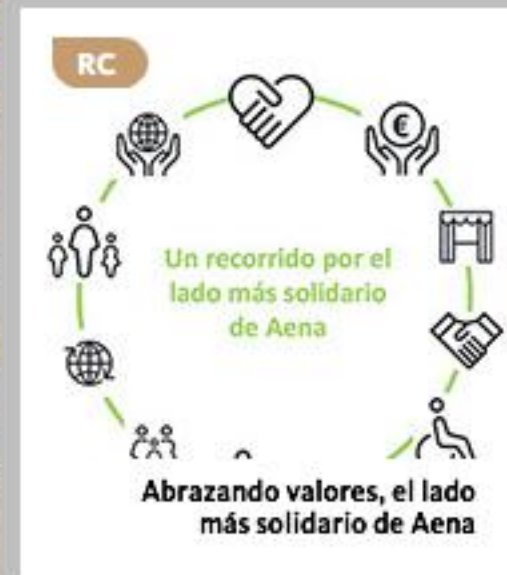 RC
€
Un recorrido por el
lado más solidario
de Aena
Abrazando valores, el lado
más solidario de Aena